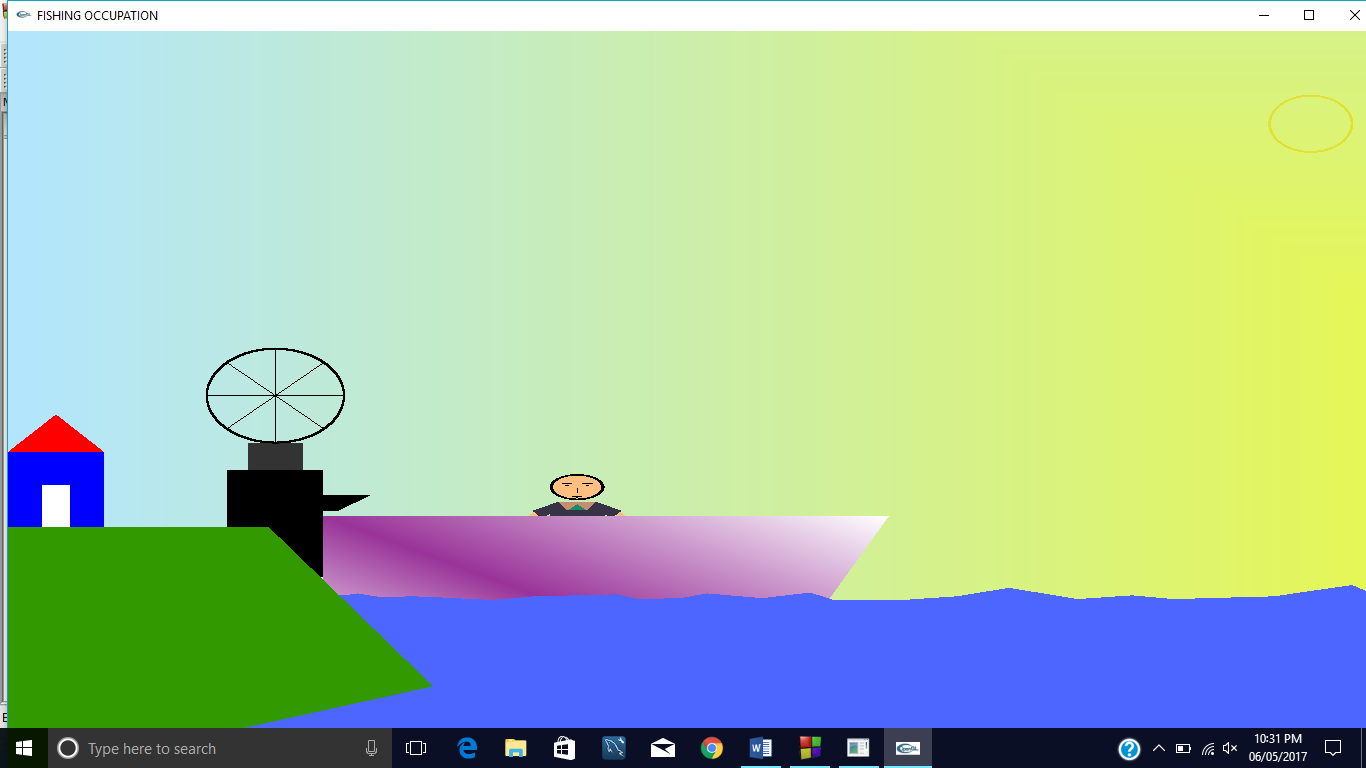 FISHING OCCUPATION
Type here to search
10:31 PM
06/05/2017